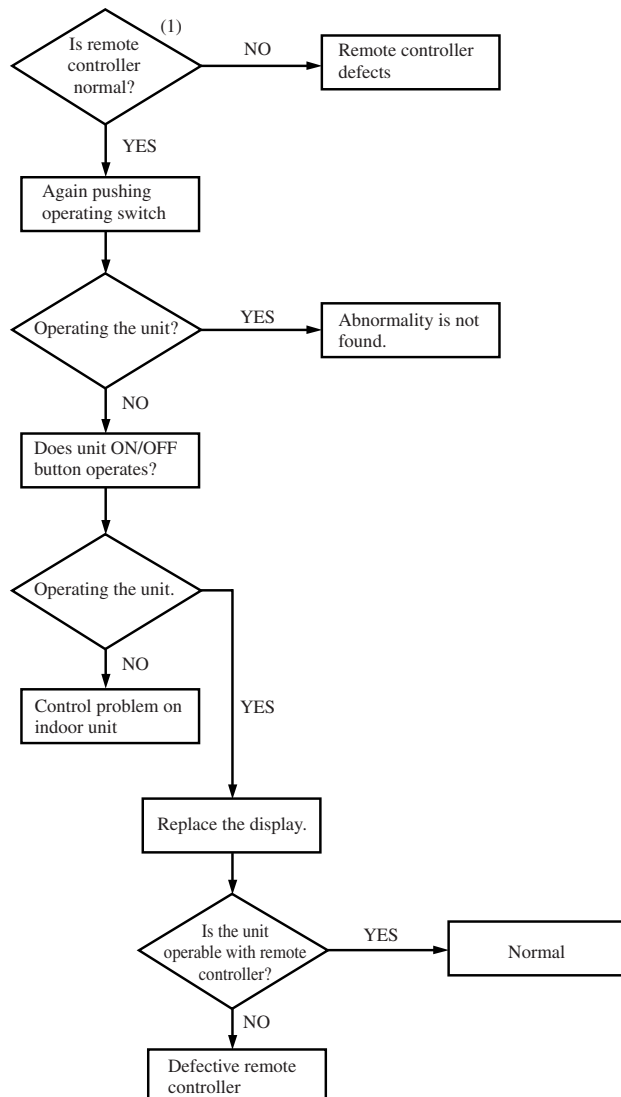 (1)
Is remote
controller
normal?
NO
Remote controller
defects
YES
Again pushing
operating switch
Operating the unit?
YES
Abnormality is not
found.
NO
Does unit ON/OFF
button operates?
Operating the unit.
NO
Control problem on
indoor unit
YES
Replace the display.
Is the unit
operable with remote
controller?
YES
Normal
NO
Defective remote
controller